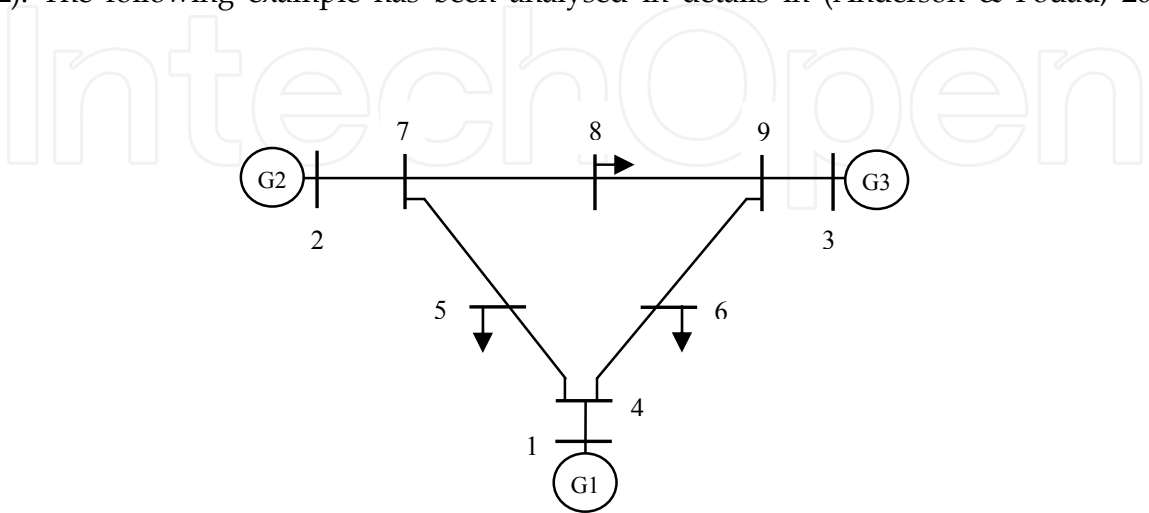 2). The following example has been analysed in details in (Anderson & Fouad, 20
IntechOpen
7 8 9
G2 G3
2 3
5 6
4
1
G1